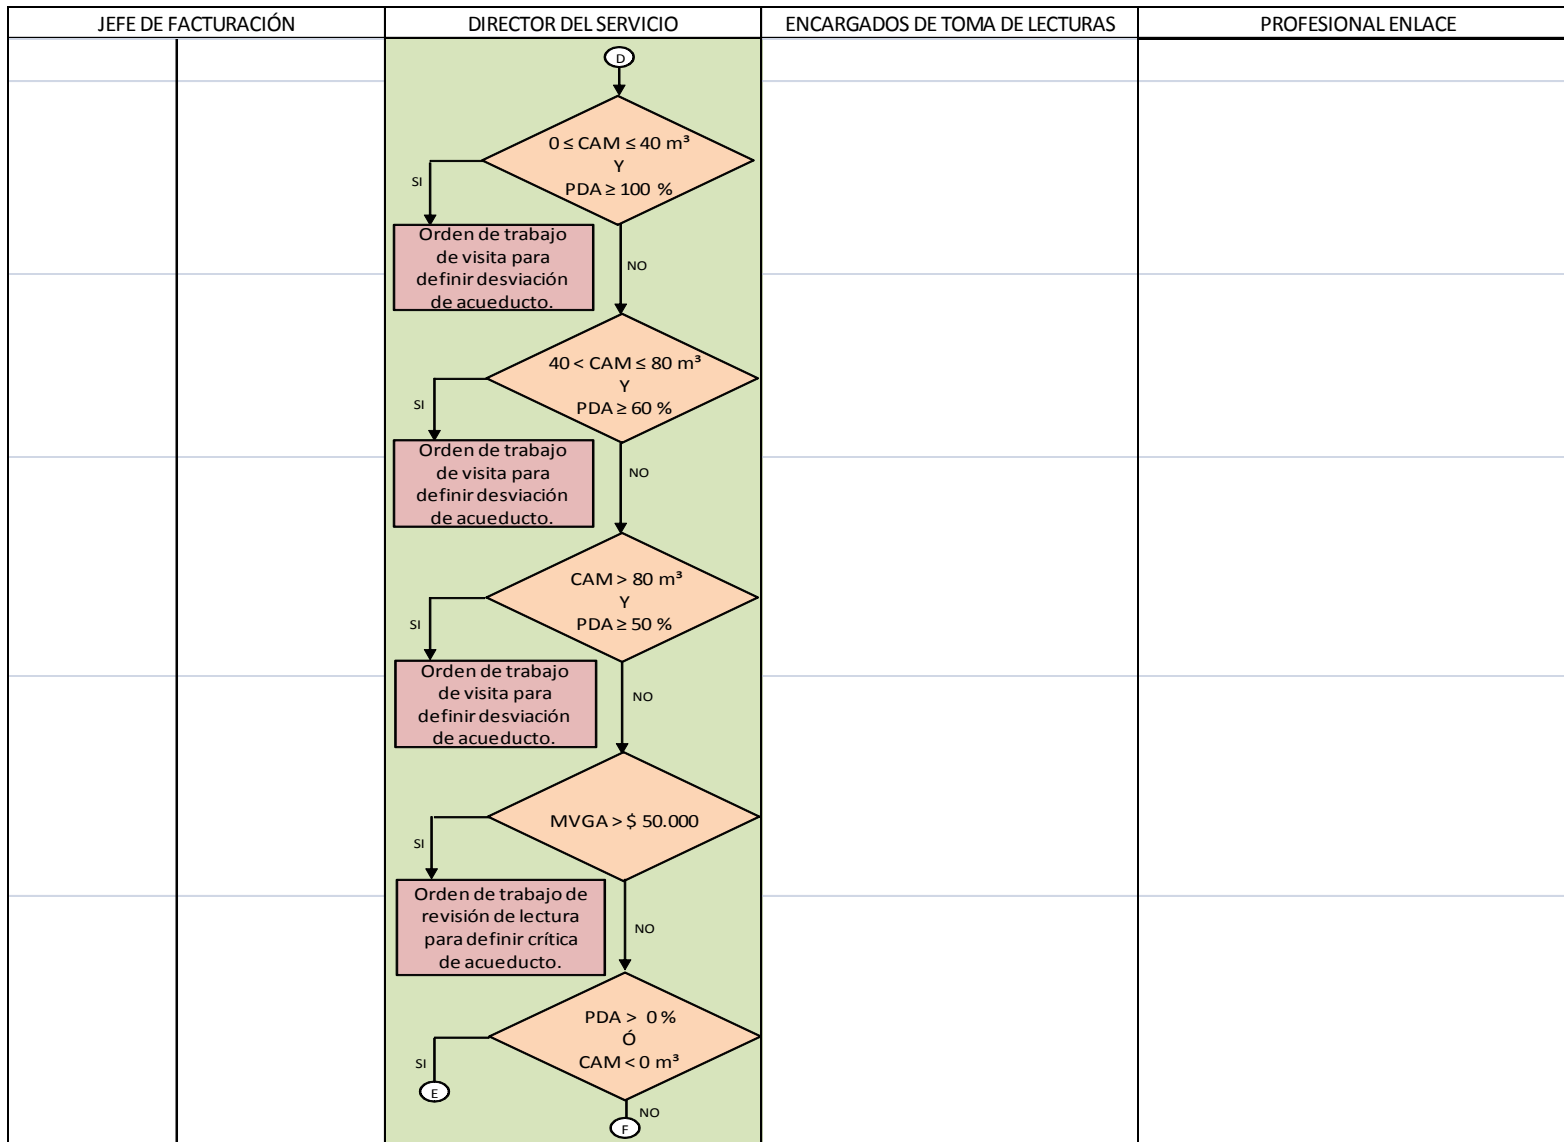 JEFE DE FACTURACIÓN
DIRECTOR DEL SERVICIO
ENCARGADOS DE TOMA DE LECTURAS
PROFESIONAL ENLACE
D
0 ≤ CAM ≤ 40 m³
Y
PDA ≥ 100 %
SI
Orden de trabajo
de visita para
definir desviación
de acueducto.
NO
40 < CAM ≤ 80 m³
Y
PDA ≥ 60 %
SI
Orden de trabajo
de visita para
definir desviación
de acueducto.
NO
CAM > 80 m³
Y
PDA ≥ 50 %
SI
Orden de trabajo
de visita para
definir desviación
de acueducto.
NO
MVGA > $ 50.000
SI
Orden de trabajo de
revisión de lectura
para definir crítica
de acueducto.
NO
PDA > 0 %
Ó
CAM < 0 m³
SI
E
NO
F